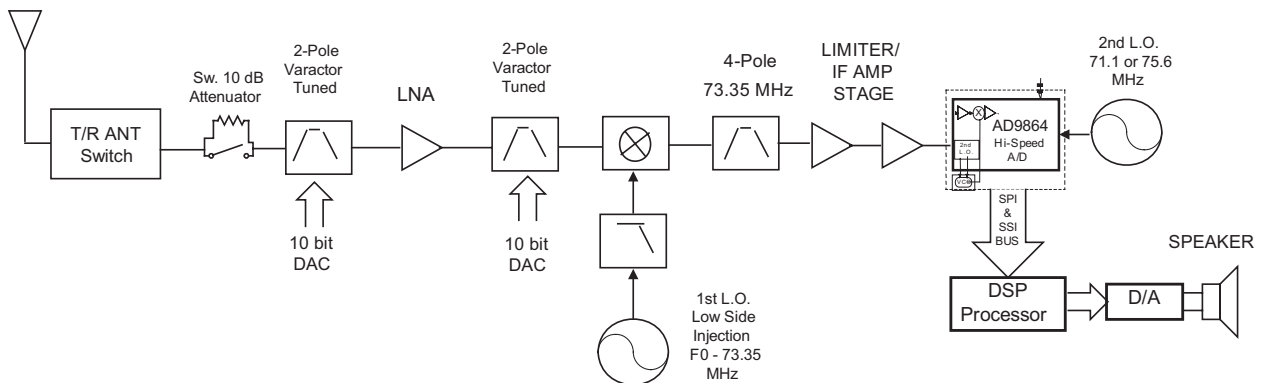 T/R ANT
Switch
Sw. 10 dB
Attenuator
2-Pole
Varactor
Tuned
10 bit
DAC
LNA
2-Pole
Varactor
Tuned
10 bit
DAC
1st L.O.
Low Side
Injection
F0 - 73.35
MHz
4-Pole
73.35 MHz
LIMITER/
IF AMP
STAGE
AD9864
Hi-Speed
A/D
2nd
L.O.
VCO
2nd L.O.
71.1 or 75.6
MHz
SPI
&
SSI
BUS
DSP
Processor
D/A
SPEAKER